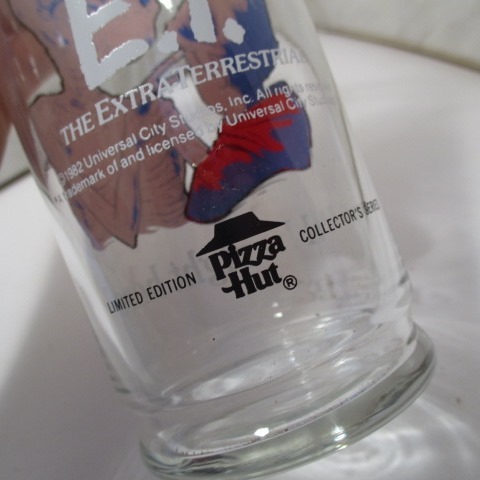 E.T.
THE EXTRA-TERRESTRIAL
©1982 Universal City Studios, Inc. All rights
Trademark of and licensed by Universal City Studios
LIMITED EDITION Pizza Hut® COLLECTOR'S SERIES